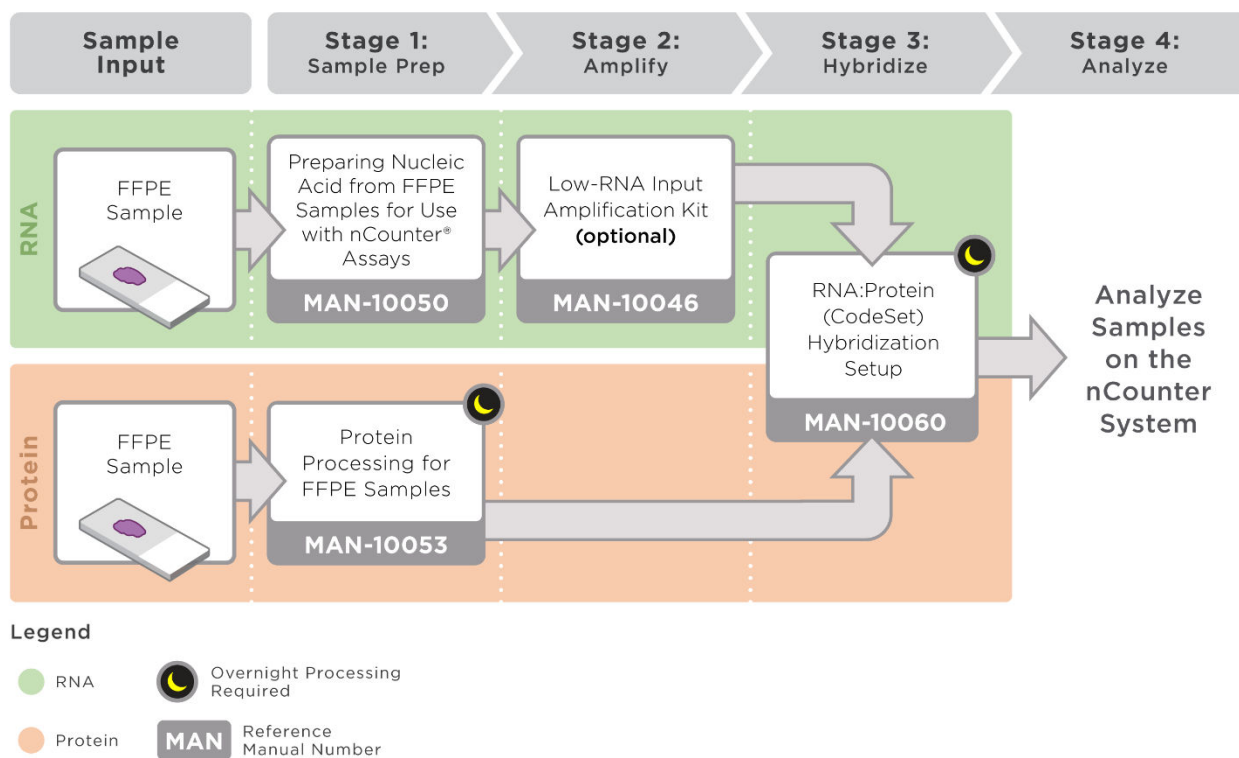 Sample
Input
Stage 1:
Sample Prep
Stage 2:
Amplify
Stage 3:
Hybridize
Stage 4:
Analyze
RNA
FFPE
Sample
Preparing Nucleic
Acid from FFPE
Samples for Use
with nCounter®
Assays
MAN-10050
Low-RNA Input
Amplification Kit
(optional)
MAN-10046
RNA:Protein
(CodeSet)
Hybridization
Setup
MAN-10060
Analyze
Samples
on the
nCounter
System
Protein
FFPE
Sample
Protein
Processing for
FFPE Samples
MAN-10053
Legend
RNA
Overnight Processing
Required
Protein
MAN
Reference
Manual Number